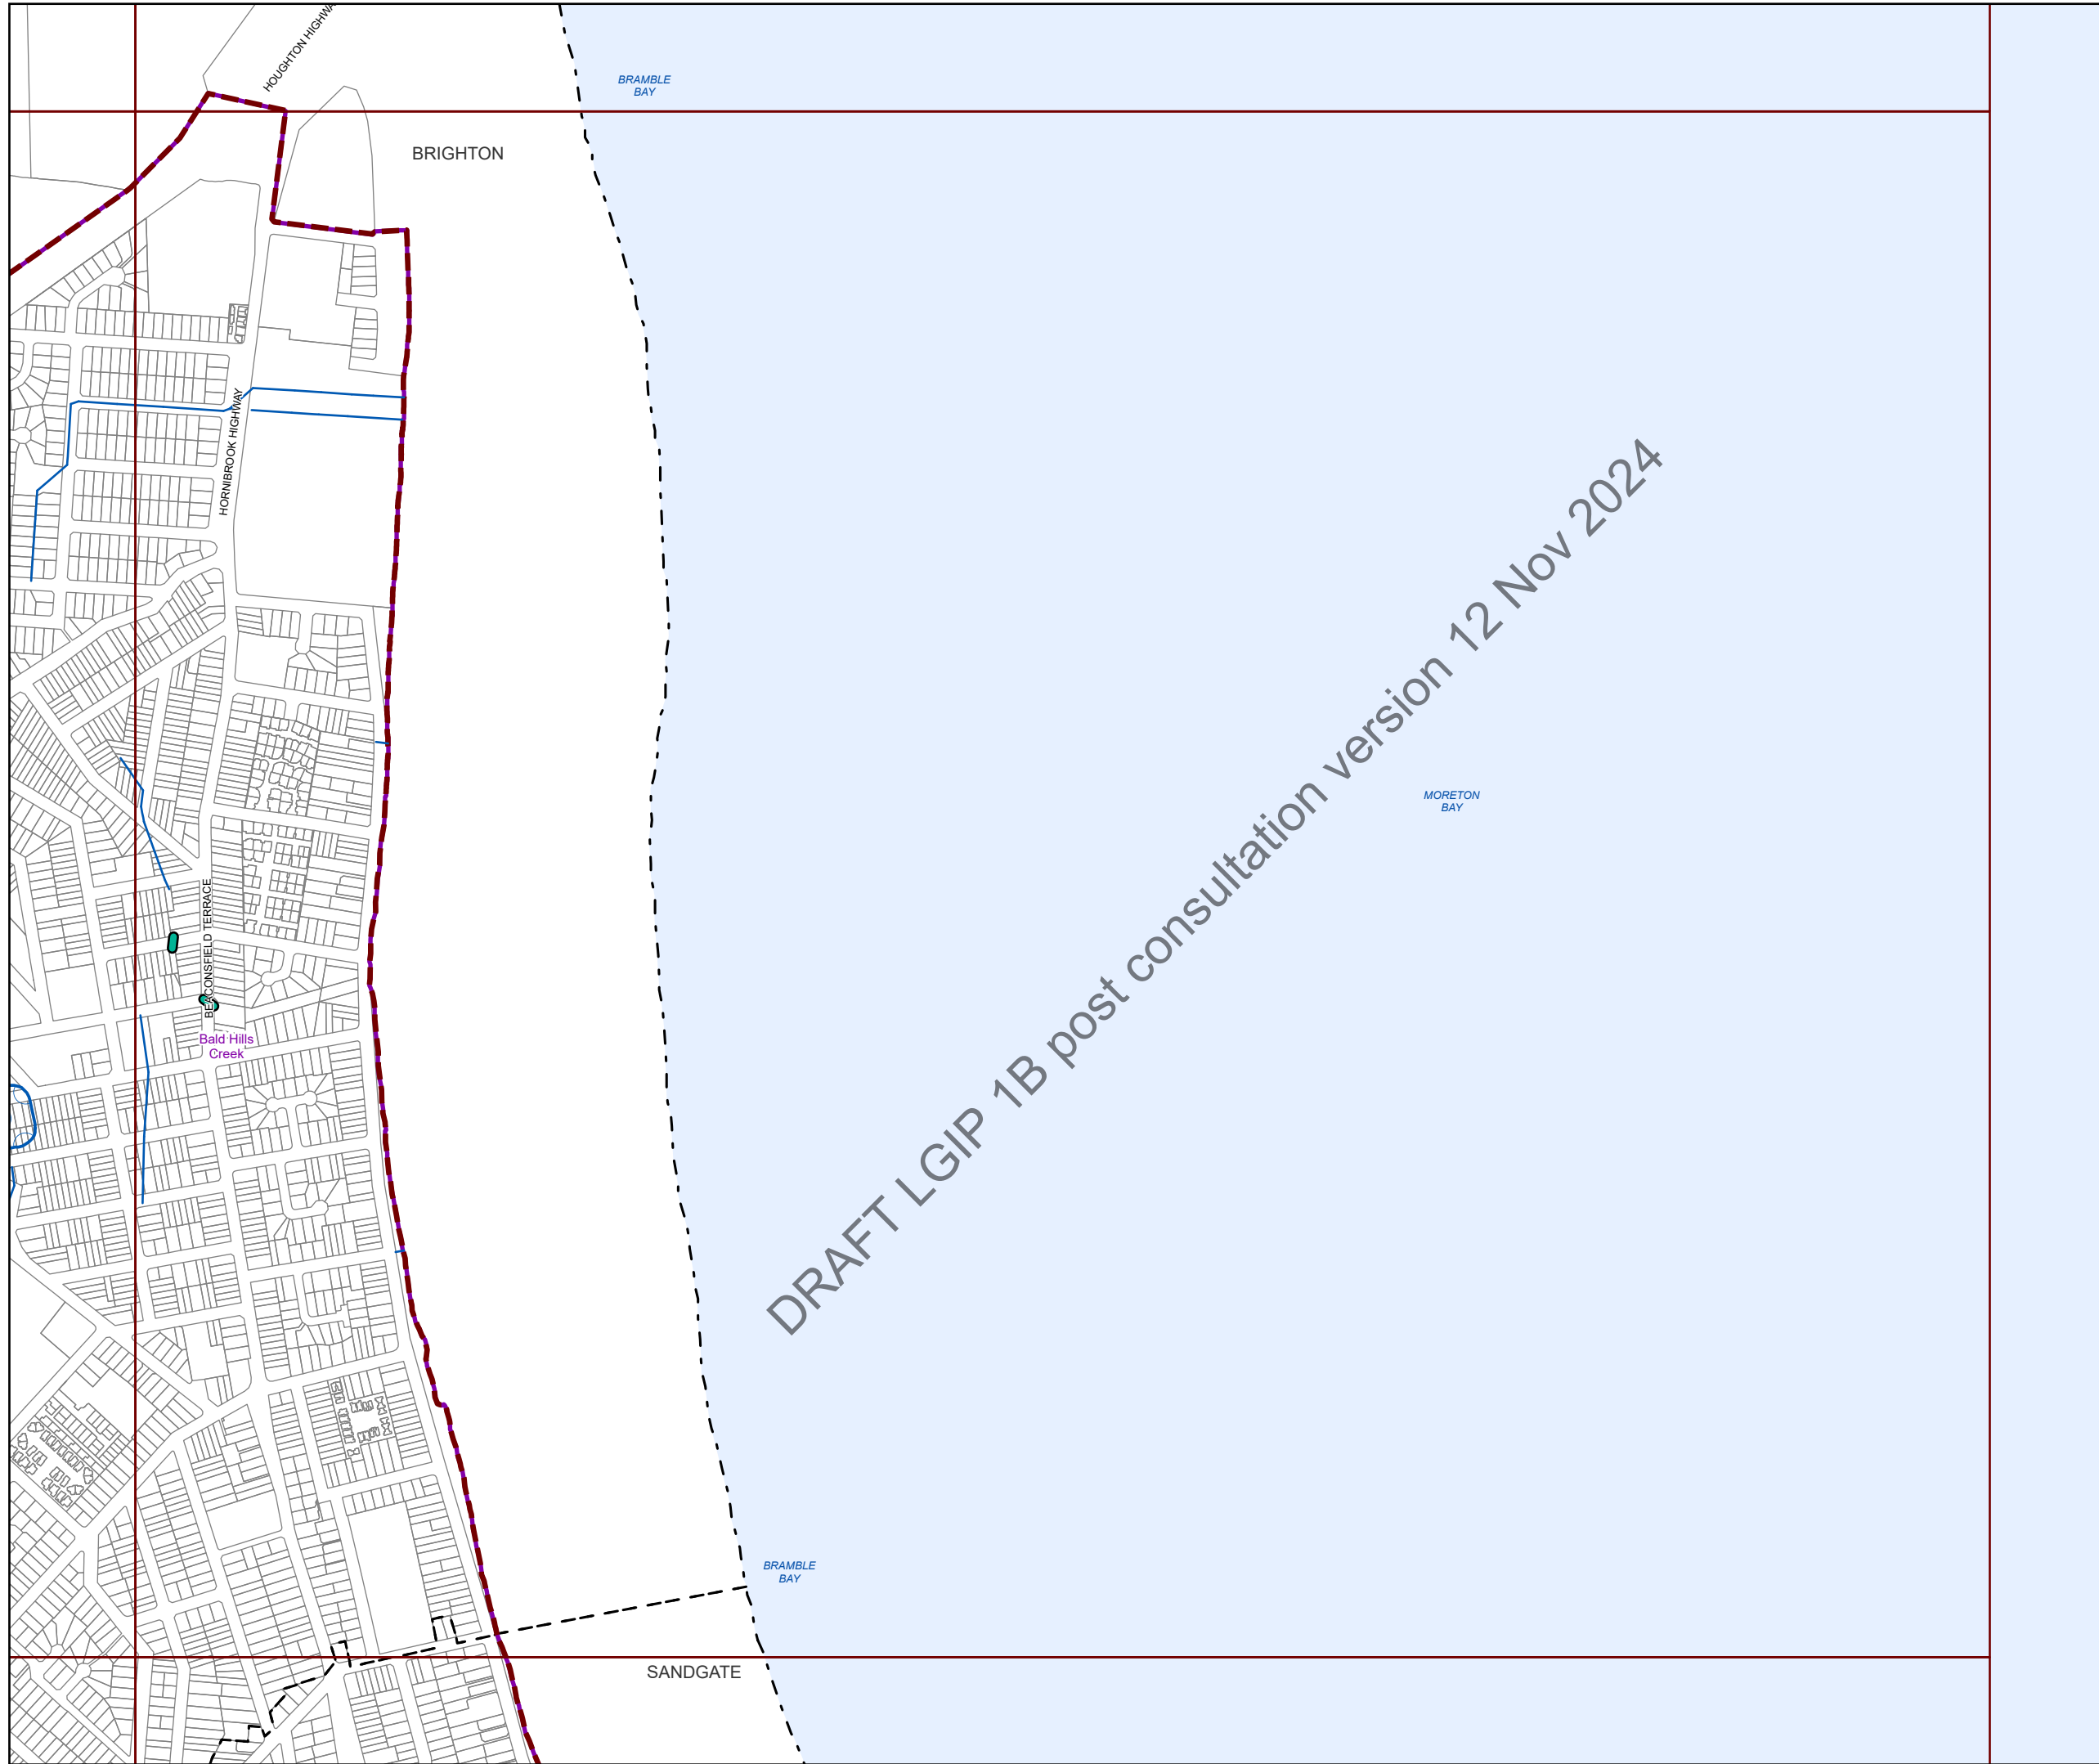 HOUGHTON HIGHWA
BRAMBLE
BAY
BRIGHTON
HORNIBROOK HIGHWAY
DRAFT LGIP 1B post consultation version 12 Nov 2024
MORETON
BAY
BEACONSFIELD TERRACE
Bald Hills
Creek
BRAMBLE
BAY
SANDGATE